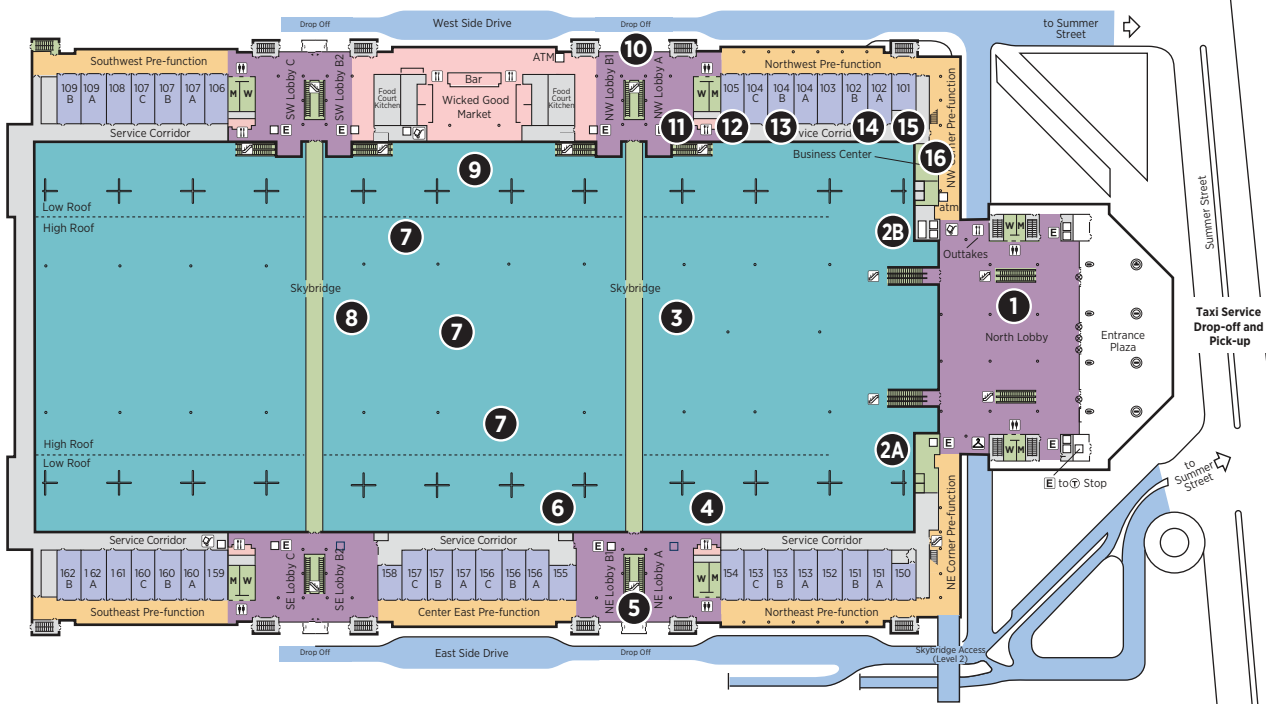 Drop Off
West Side Drive
Drop Off
to Summer
Street
Southwest Pre-function
SW Lobby C
SW Lobby B2
ATM
10
NW Lobby B1
NW Lobby A
Northwest Pre-function
NW Corner Pre-function
109
B
109
A
108
107
C
107
B
107
A
106
M W
Food
Court
Kitchen
Bar
Wicked Good
Market
Food
Court
Kitchen
W M
105
104
C
104
B
104
A
103
102
B
102
A
101
Service Corridor
E
E
E
11
12
13
Service Corridor
14
15
Business Center
16
9
Low Roof
High Roof
7
atm
2B
Outtakes
E
W M
Summer Street
Skybridge
8
7
Skybridge
3
1
North Lobby
Entrance
Plaza
Taxi Service
Drop-off and
Pick-up
7
High Roof
Low Roof
2A
E
W M
E
E to T Stop
to
Summer
Street
6
4
NE Corner Pre-function
Service Corridor
E
Service Corridor
E
Service Corridor
162
B
162
A
161
160
C
160
B
160
A
159
M W
SE Lobby C
SE Lobby B2
158
157
C
157
B
157
A
156
C
156
B
156
A
155
NE Lobby B1
NE Lobby A
5
W M
154
153
C
153
B
153
A
152
151
B
151
A
150
Southeast Pre-function
Center East Pre-function
Northeast Pre-function
Drop Off
East Side Drive
Drop Off
Skybridge Access
(Level 2)